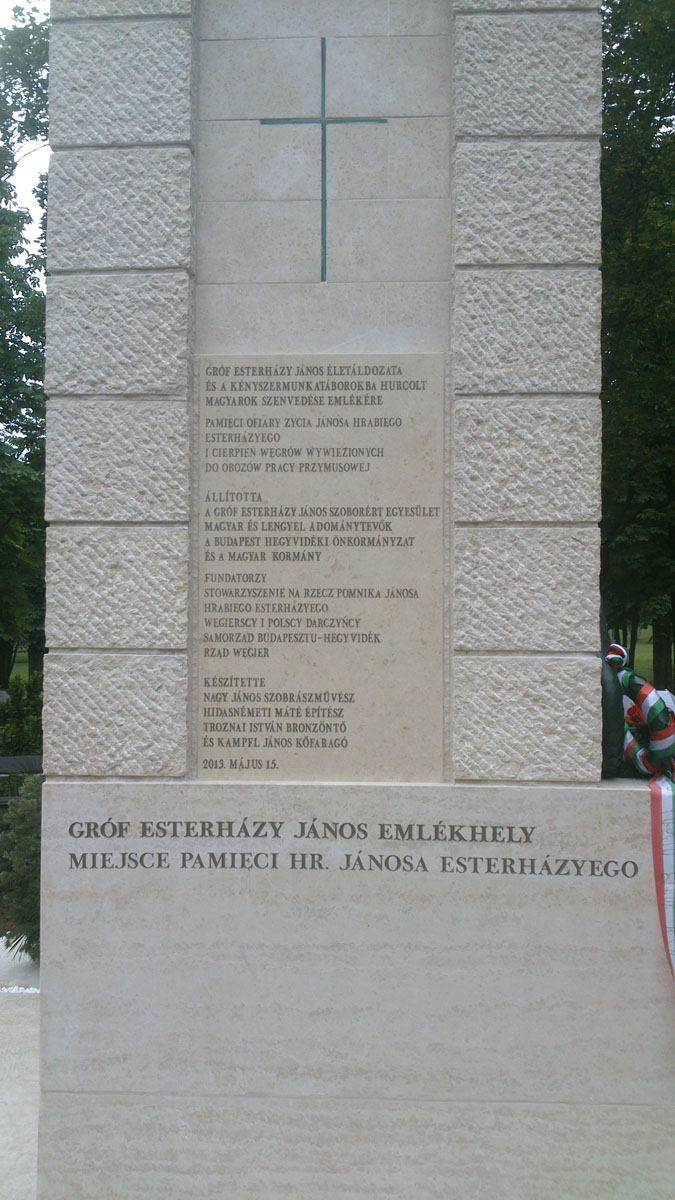 GRÓF ESTERHÁZY JÁNOS ÉLETÁLDOZATA
ÉS A KÉNYSZERMUNKATÁBOROKBA HURCOLT
MAGYAROK SZENVEDÉSE EMLÉKÉRE
PAMIĘCI OFIARY ZYCIA JÁNOSA HRABIEGO
ESTERHÁZYEGO
I CIERPIEŃ WĘGRÓW WYWIEZIONYCH
DO OBOZÓW PRACY PRZYMUSOWEJ
ÁLLÍTOTTA
A GRÓF ESTERHÁZY JÁNOS SZOBORÉRT EGYESÜLET
MAGYAR ÉS LENGYEL ADOMÁNYTEVŐK
A BUDAPEST HEGYVIDÉKI ÖNKORMÁNYZAT
ÉS A MAGYAR KORMÁNY
FUNDATORZY
STOWARZYSZENIE NA RZECZ POMNIKA JÁNOSA
HRABIEGO ESTERHÁZYEGO
WĘGIERSCY I POLSCY DARCZYŃCY
SAMORZĄD BUDAPESZTU-HEGYVIDÉK
RZĄD WĘGIER
KÉSZÍTETTE
NAGY JÁNOS SZOBRÁSZMŰVÉSZ
HIDASNÉMETI MÁTÉ ÉPÍTÉSZ
TROZNAI ISTVÁN BRONZÖNTŐ
ÉS KAMPFL JÁNOS KŐFARAGÓ
2013. MÁJUS 15.
GRÓF ESTERHÁZY JÁNOS EMLÉKHELY
MIEJSCE PAMIĘCI HR. JÁNOSA ESTERHÁZYEGO